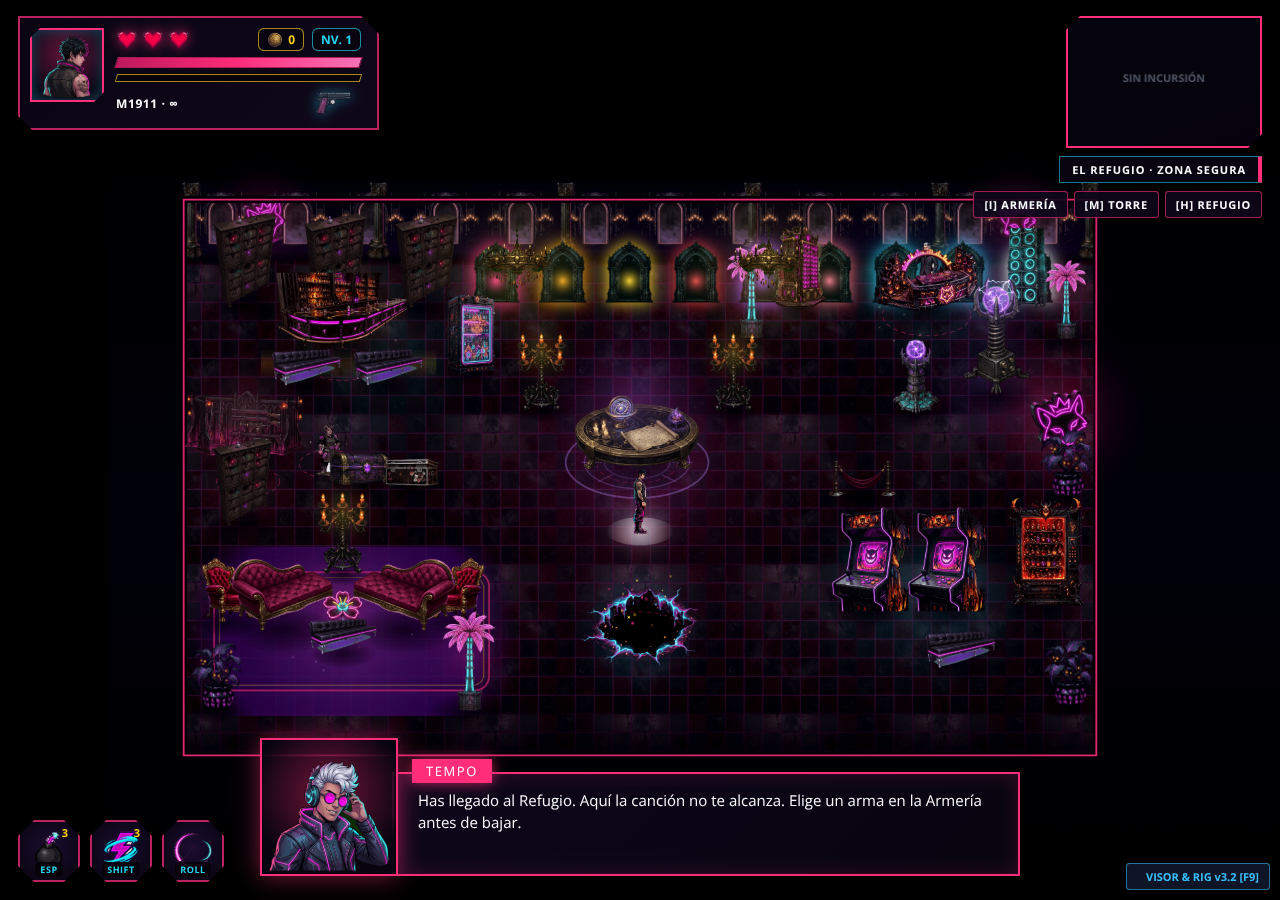 0
NV. 1
M1911 · ∞
SIN INCURSIÓN
EL REFUGIO · ZONA SEGURA
[I] ARMERÍA
[M] TORRE
[H] REFUGIO
TEMPO
Has llegado al Refugio. Aquí la canción no te alcanza. Elige un arma en la Armería
antes de bajar.
3
ESP
3
SHIFT
ROLL
VISOR & RIG v3.2 [F9]